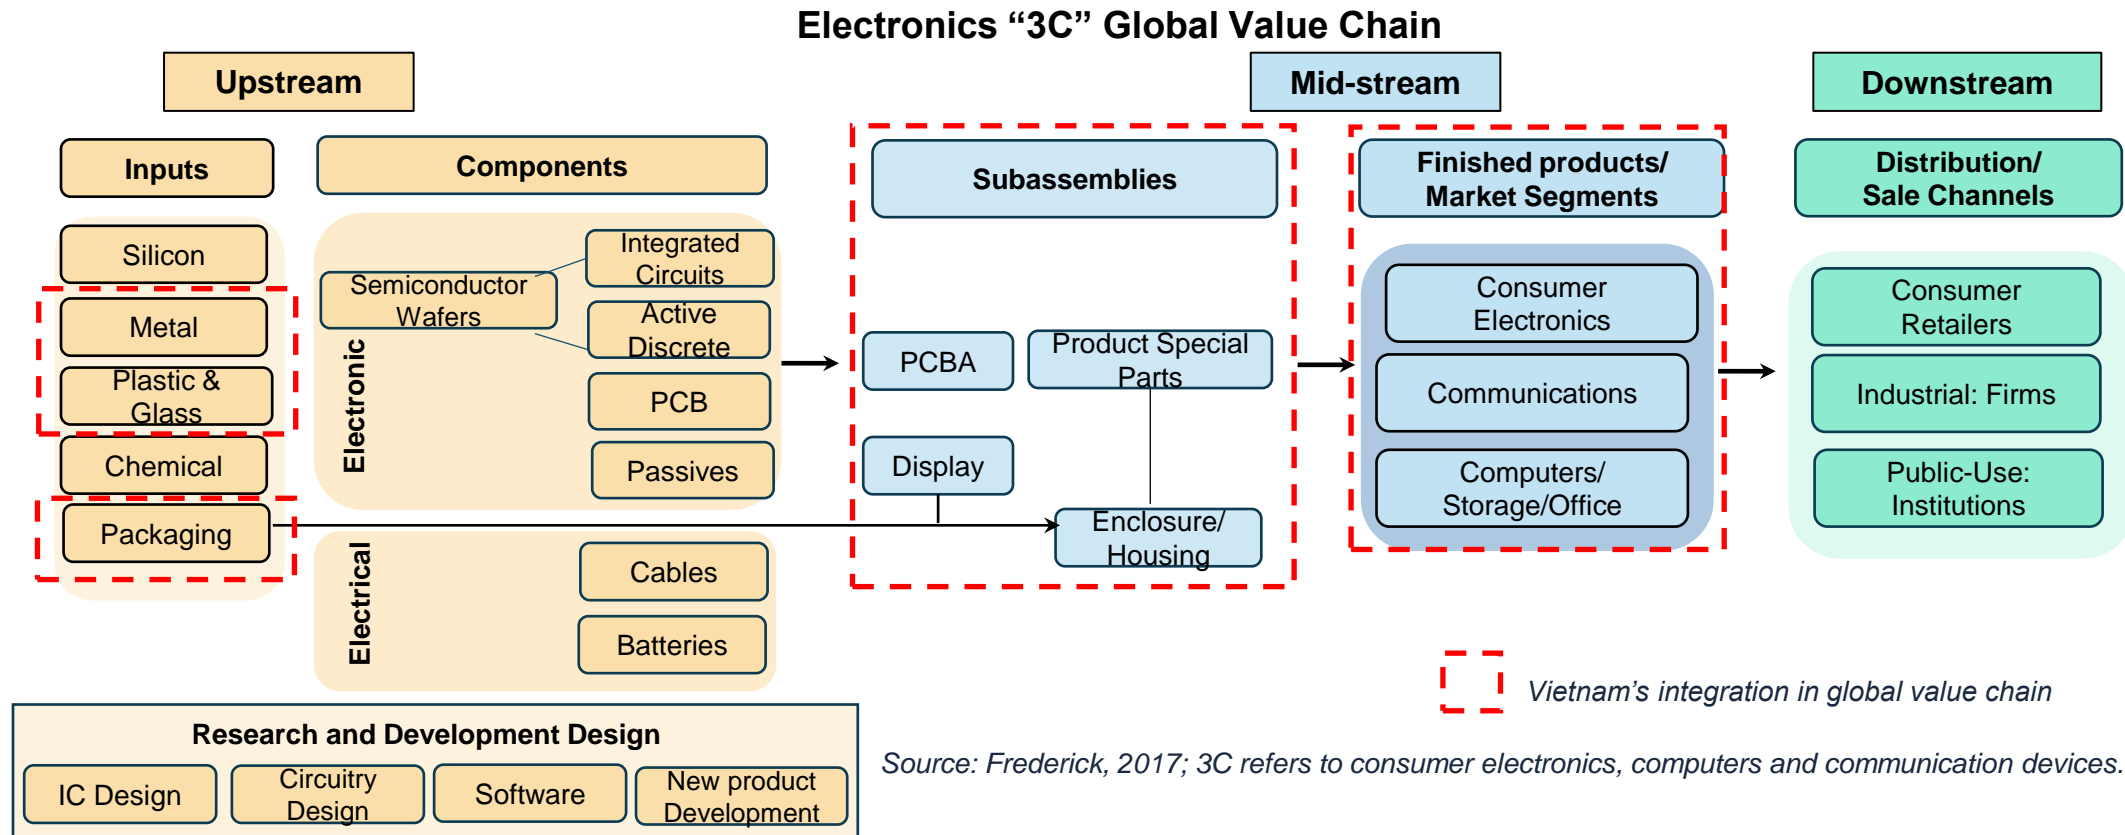 Electronics “3C” Global Value Chain
Upstream
Mid-stream
Downstream
Inputs
Components
Subassemblies
Finished products/
Market Segments
Distribution/
Sale Channels
Silicon
Metal
Plastic &
Glass
Chemical
Packaging
Electronic
Semiconductor
Wafers
Integrated
Circuits
Active
Discrete
PCB
Passives
Electrical
Cables
Batteries
PCBA
Product Special
Parts
Display
Enclosure/
Housing
Consumer
Electronics
Communications
Computers/
Storage/Office
Consumer
Retailers
Industrial: Firms
Public-Use:
Institutions
Vietnam’s integration in global value chain
Research and Development Design
IC Design
Circuitry
Design
Software
New product
Development
Source: Frederick, 2017; 3C refers to consumer electronics, computers and communication devices.